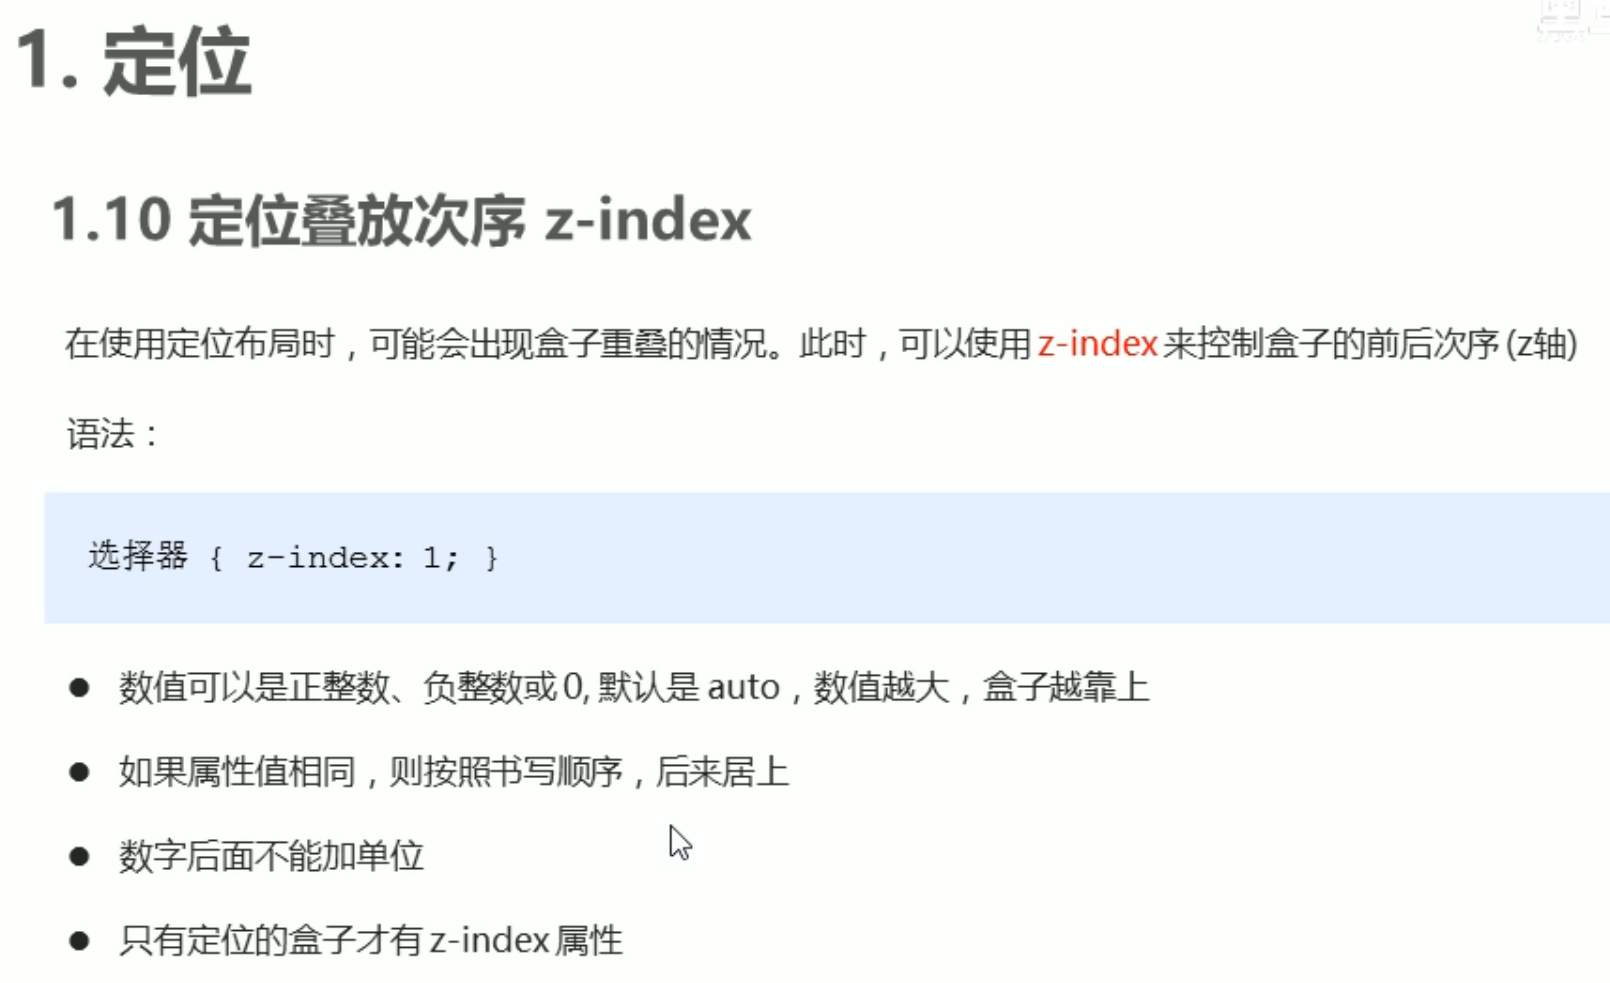 1. 定位
1.10 定位叠放次序 z-index
在使用定位布局时，可能会出现盒子重叠的情况。此时，可以使用 z-index 来控制盒子的前后次序 (z轴)
语法：
选择器 { z-index: 1; }
● 数值可以是正整数、负整数或 0, 默认是 auto，数值越大，盒子越靠上
● 如果属性值相同，则按照书写顺序，后来居上
● 数字后面不能加单位
● 只有定位的盒子才有 z-index 属性